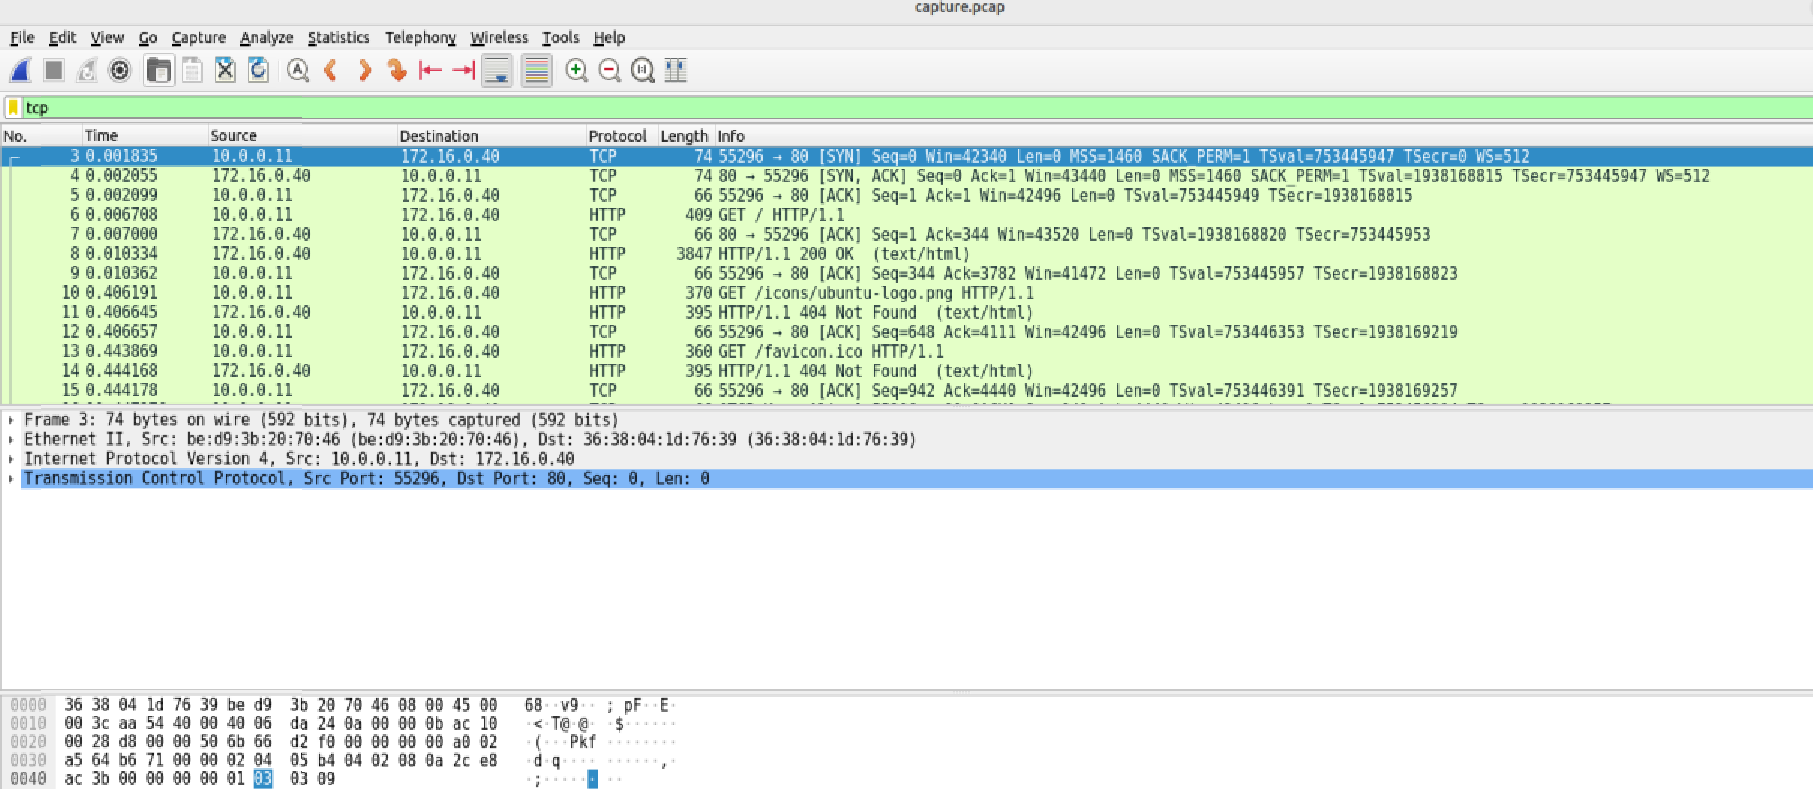 capture.pcap
File Edit View Go Capture Analyze Statistics Telephony Wireless Tools Help
tcp
No. Time Source Destination Protocol Length Info
3 0.001835 10.0.0.11 172.16.0.40 TCP 74 55296 → 80 [SYN] Seq=0 Win=42340 Len=0 MSS=1460 SACK_PERM=1 TSval=753445947 TSecr=0 WS=512
4 0.002055 172.16.0.40 10.0.0.11 TCP 74 80 → 55296 [SYN, ACK] Seq=0 Ack=1 Win=43440 Len=0 MSS=1460 SACK_PERM=1 TSval=1938168815 TSecr=753445947 WS=512
5 0.002099 10.0.0.11 172.16.0.40 TCP 66 55296 → 80 [ACK] Seq=1 Ack=1 Win=42496 Len=0 TSval=753445949 TSecr=1938168815
6 0.006708 10.0.0.11 172.16.0.40 HTTP 409 GET / HTTP/1.1
7 0.007000 172.16.0.40 10.0.0.11 TCP 66 80 → 55296 [ACK] Seq=1 Ack=344 Win=43520 Len=0 TSval=1938168820 TSecr=753445953
8 0.010334 172.16.0.40 10.0.0.11 HTTP 3847 HTTP/1.1 200 OK (text/html)
9 0.010362 10.0.0.11 172.16.0.40 TCP 66 55296 → 80 [ACK] Seq=344 Ack=3782 Win=41472 Len=0 TSval=753445957 TSecr=1938168823
10 0.406191 10.0.0.11 172.16.0.40 HTTP 370 GET /icons/ubuntu-logo.png HTTP/1.1
11 0.406645 172.16.0.40 10.0.0.11 HTTP 395 HTTP/1.1 404 Not Found (text/html)
12 0.406657 10.0.0.11 172.16.0.40 TCP 66 55296 → 80 [ACK] Seq=648 Ack=4111 Win=42496 Len=0 TSval=753446353 TSecr=1938169219
13 0.443869 10.0.0.11 172.16.0.40 HTTP 360 GET /favicon.ico HTTP/1.1
14 0.444168 172.16.0.40 10.0.0.11 HTTP 395 HTTP/1.1 404 Not Found (text/html)
15 0.444178 10.0.0.11 172.16.0.40 TCP 66 55296 → 80 [ACK] Seq=942 Ack=4440 Win=42496 Len=0 TSval=753446391 TSecr=1938169257
Frame 3: 74 bytes on wire (592 bits), 74 bytes captured (592 bits)
Ethernet II, Src: be:d9:3b:20:70:46 (be:d9:3b:20:70:46), Dst: 36:38:04:1d:76:39 (36:38:04:1d:76:39)
Internet Protocol Version 4, Src: 10.0.0.11, Dst: 172.16.0.40
Transmission Control Protocol, Src Port: 55296, Dst Port: 80, Seq: 0, Len: 0
0000 36 38 04 1d 76 39 be d9 3b 20 70 46 08 00 45 00 68··v9·· ; pF··E·
0010 00 3c aa 54 40 00 40 06 da 24 0a 00 00 0b ac 10 ·<·T@·@· ·$······
0020 00 28 d8 00 00 50 6b 66 d2 f0 00 00 00 00 a0 02 ·(···Pkf ········
0030 a5 64 b6 71 00 00 02 04 05 b4 04 02 08 0a 2c e8 ·d·q···· ······,·
0040 ac 3b 00 00 00 00 01 03 03 09 ·;······ ··